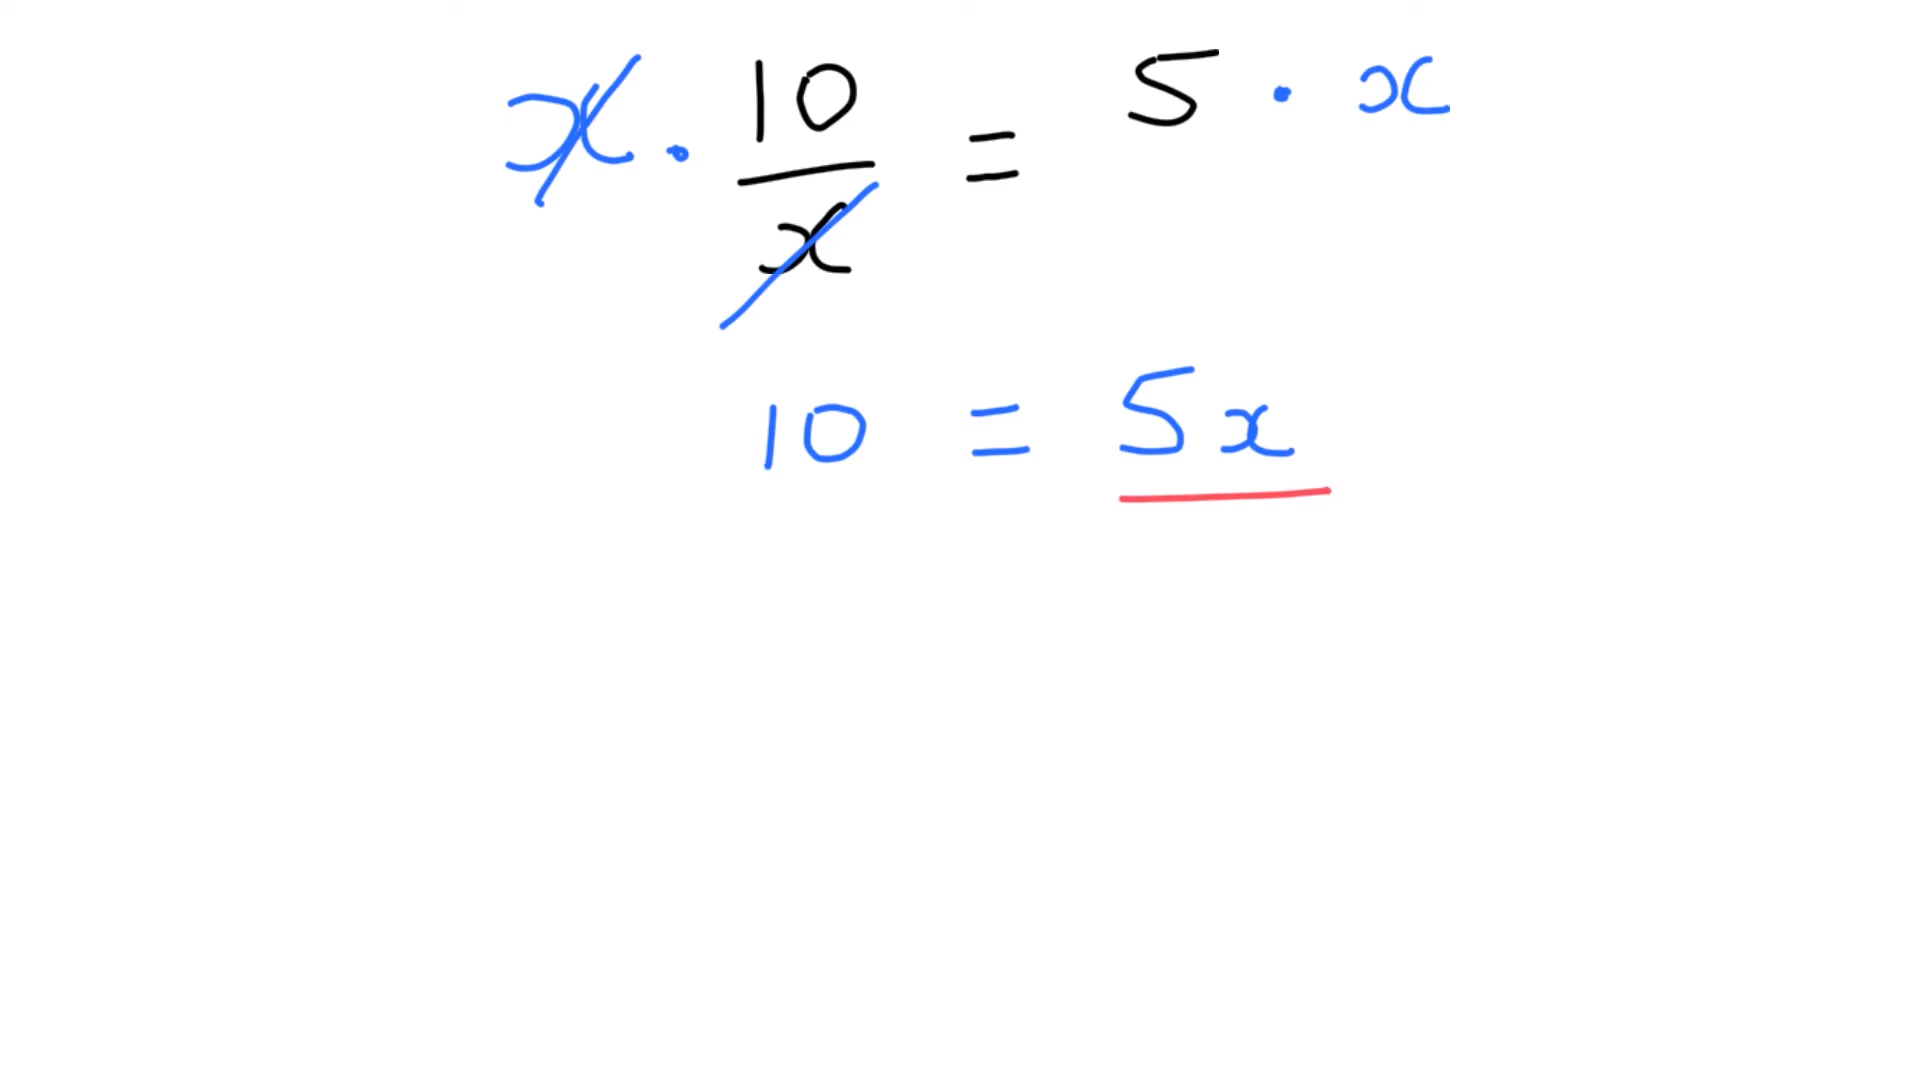 x · 10/x = 5 · x
10 = 5x